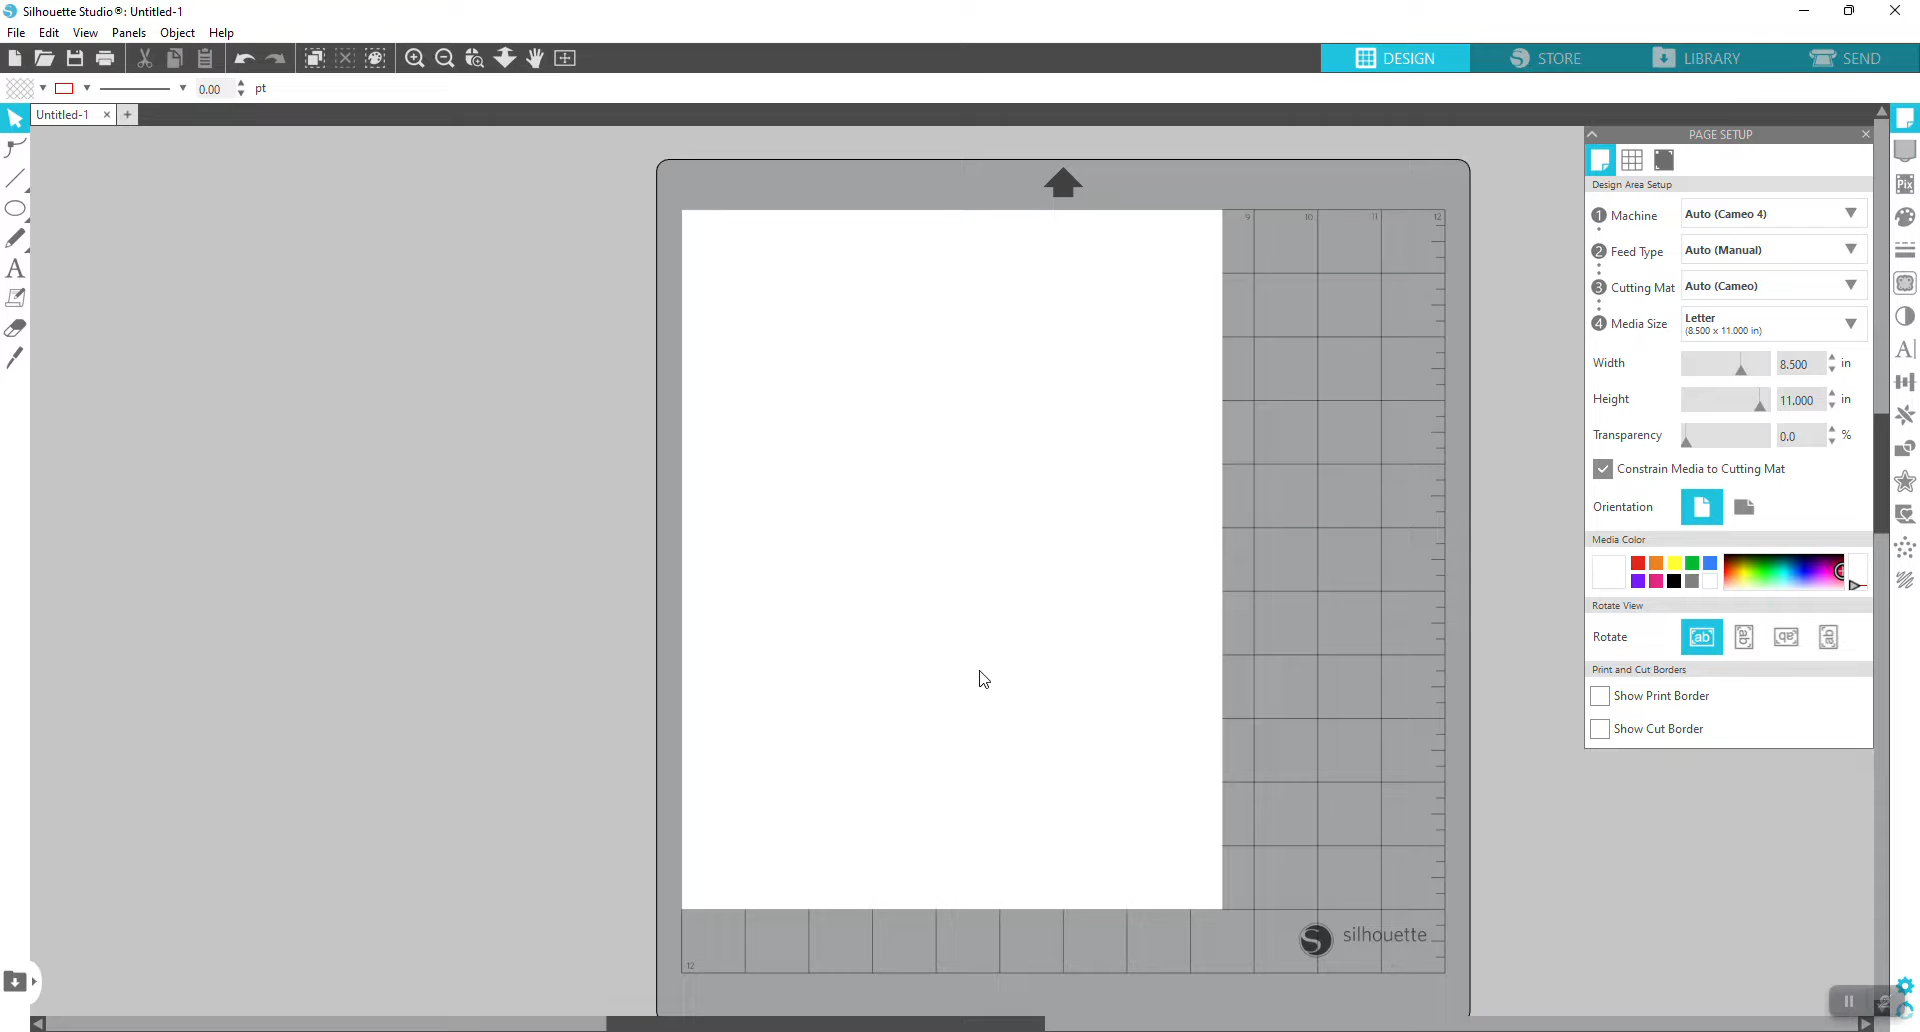 Silhouette Studio®: Untitled-1
File Edit View Panels Object Help
DESIGN STORE LIBRARY SEND
0.00 pt
Untitled-1
PAGE SETUP
Pix
Design Area Setup
1 Machine Auto (Cameo 4)
2 Feed Type Auto (Manual)
3 Cutting Mat Auto (Cameo)
4 Media Size Letter
(8.500 x 11.000 in)
Width 8.500 in
Height 11.000 in
Transparency 0.0 %
Constrain Media to Cutting Mat
Orientation
Media Color
Rotate View
Rotate ab ab ab ab
Print and Cut Borders
Show Print Border
Show Cut Border
9 10 11 12
S silhouette
12